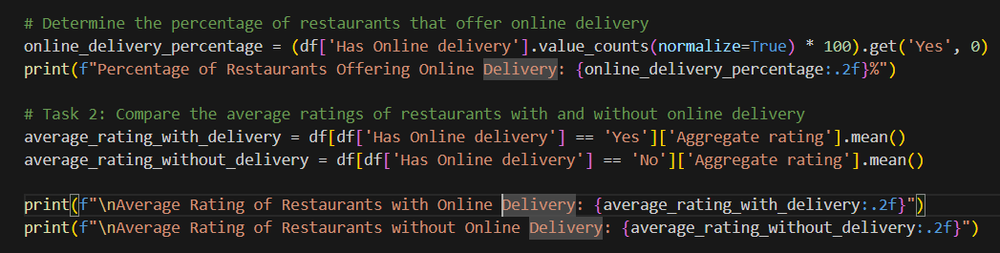 # Determine the percentage of restaurants that offer online delivery
online_delivery_percentage = (df['Has Online delivery'].value_counts(normalize=True) * 100).get('Yes', 0)
print(f"Percentage of Restaurants Offering Online Delivery: {online_delivery_percentage:.2f}%")
# Task 2: Compare the average ratings of restaurants with and without online delivery
average_rating_with_delivery = df[df['Has Online delivery'] == 'Yes']['Aggregate rating'].mean()
average_rating_without_delivery = df[df['Has Online delivery'] == 'No']['Aggregate rating'].mean()
print(f"\nAverage Rating of Restaurants with Online Delivery: {average_rating_with_delivery:.2f}")
print(f"\nAverage Rating of Restaurants without Online Delivery: {average_rating_without_delivery:.2f}")